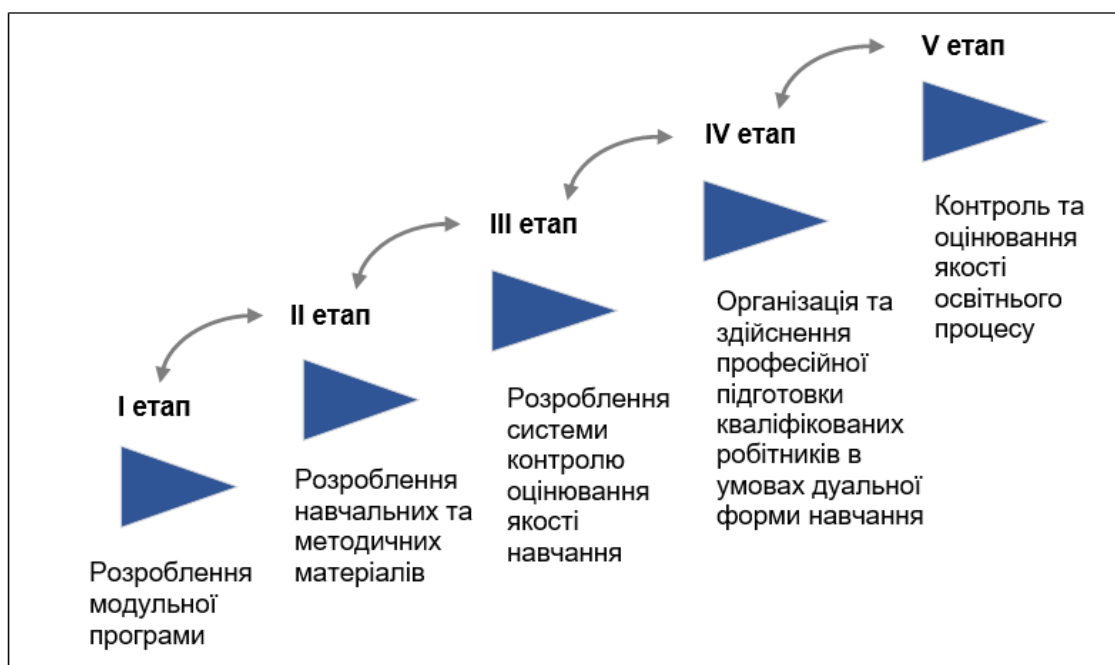 I етап
Розроблення
модульної
програми
II етап
Розроблення
навчальних та
методичних
матеріалів
III етап
Розроблення
системи
контролю
оцінювання
якості
навчання
IV етап
Організація та
здійснення
професійної
підготовки
кваліфікованих
робітників в
умовах дуальної
форми навчання
V етап
Контроль та
оцінювання
якості
освітнього
процесу